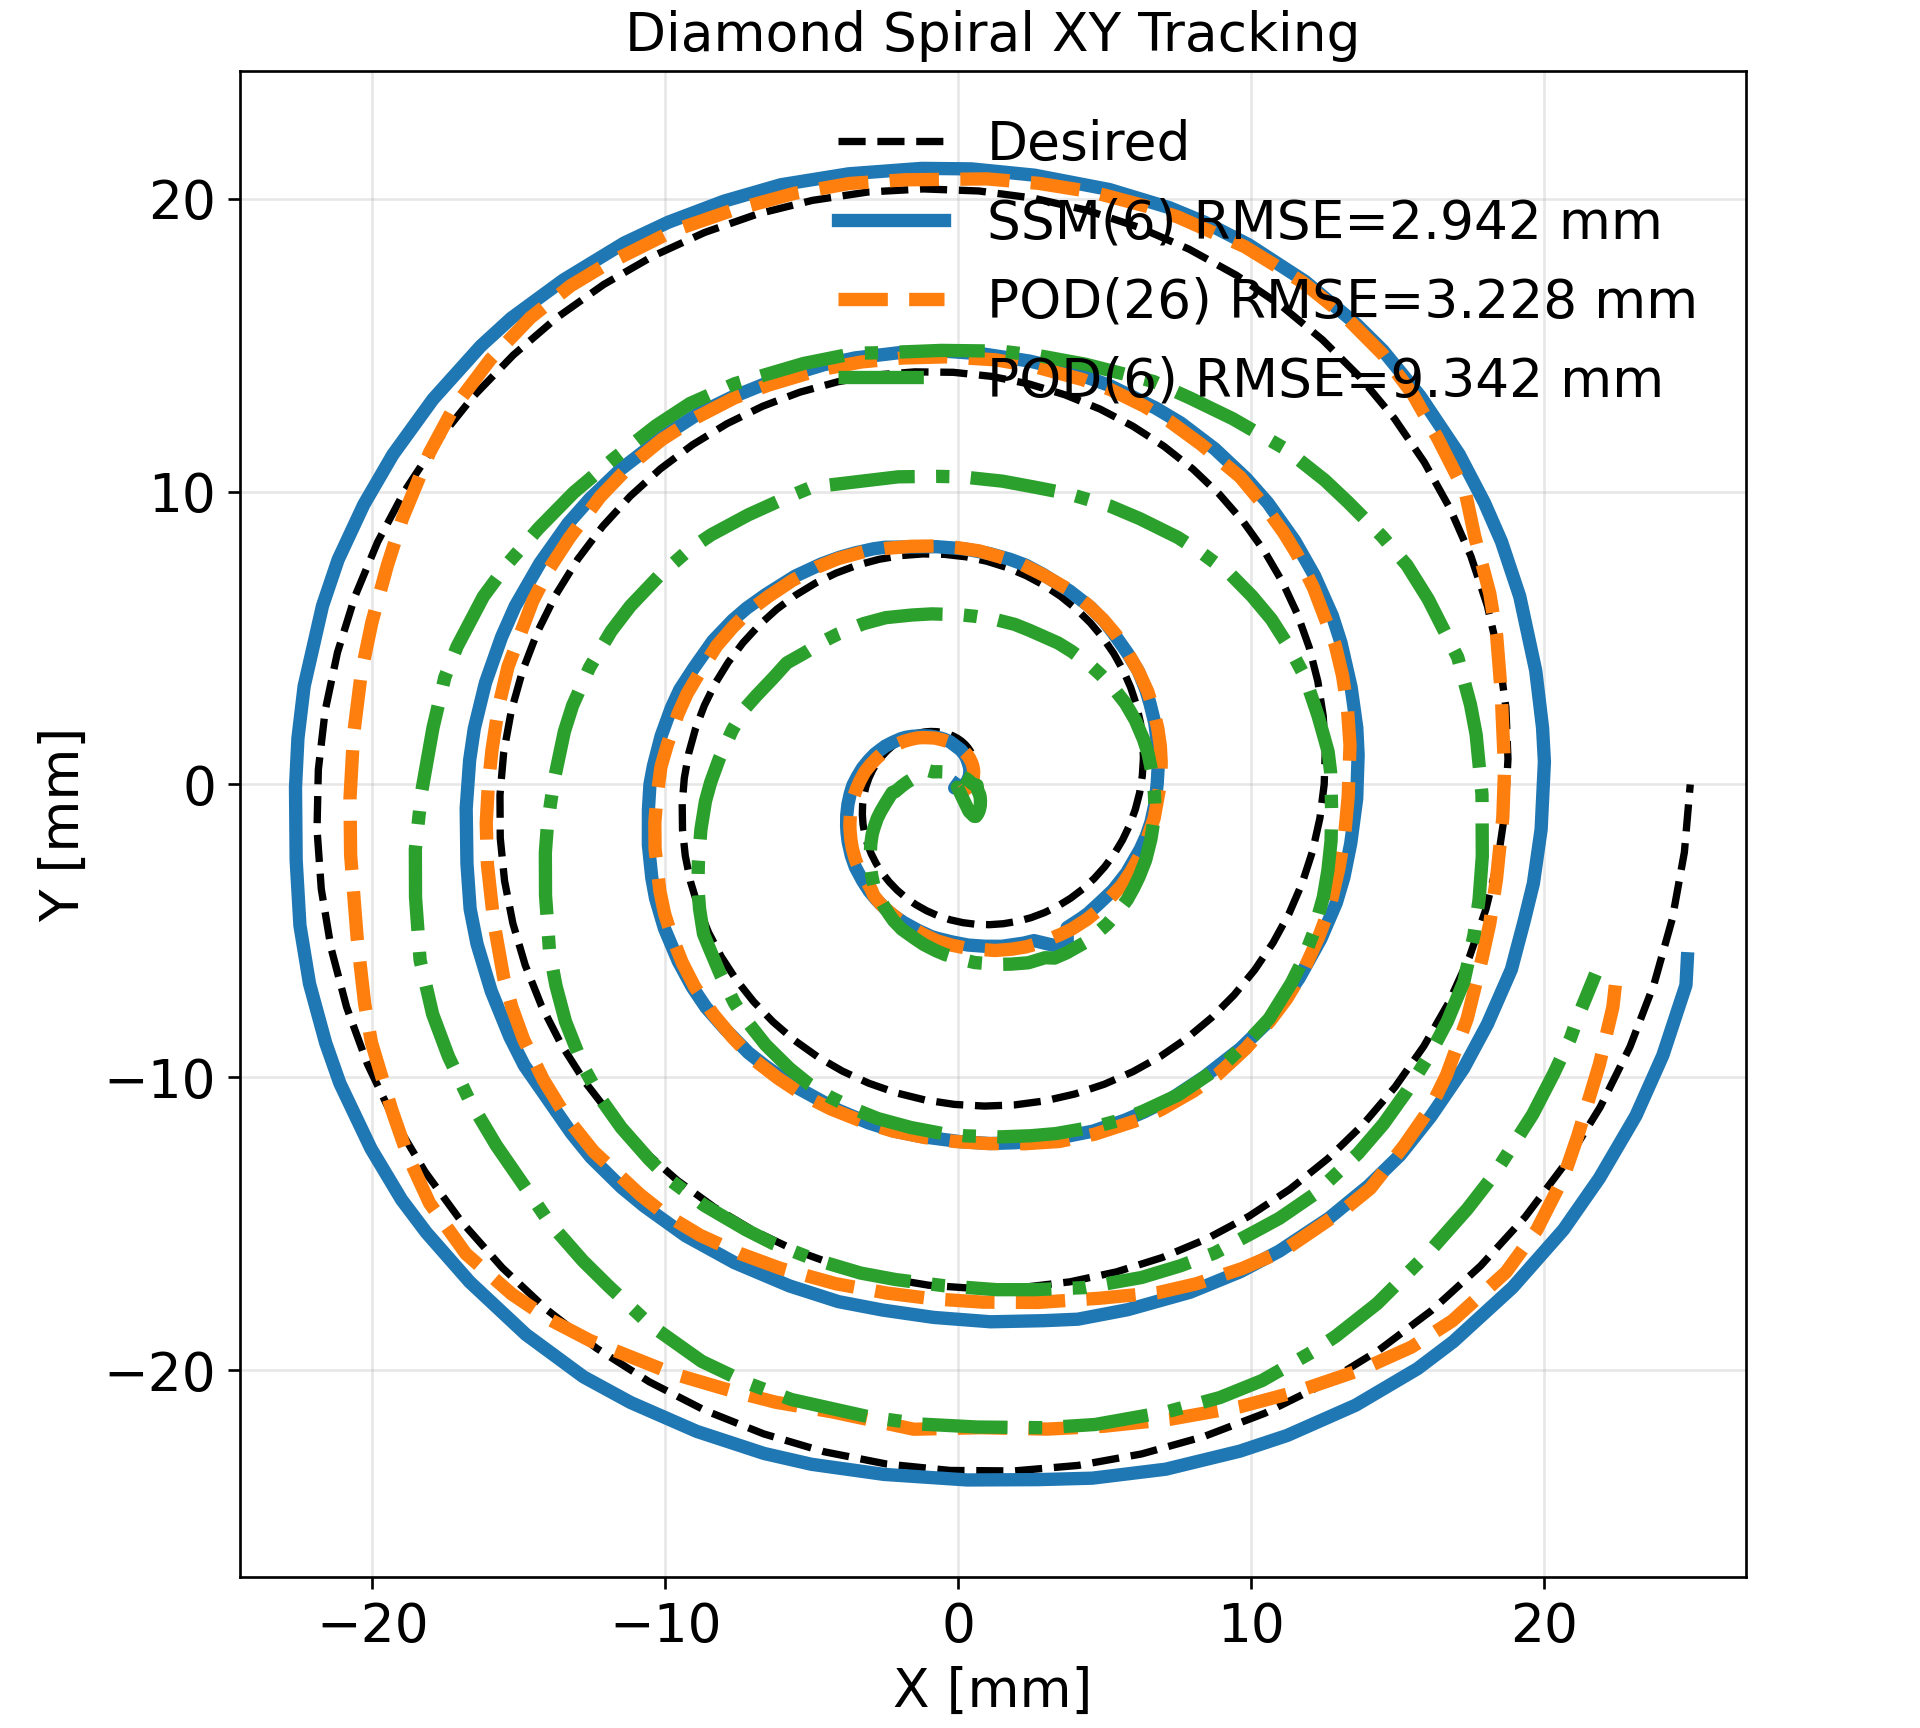 Diamond Spiral XY Tracking
Desired
SSM(6) RMSE=2.942 mm
POD(26) RMSE=3.228 mm
POD(6) RMSE=9.342 mm
20
10
0
−10
−20
Y [mm]
−20 −10 0 10 20
X [mm]